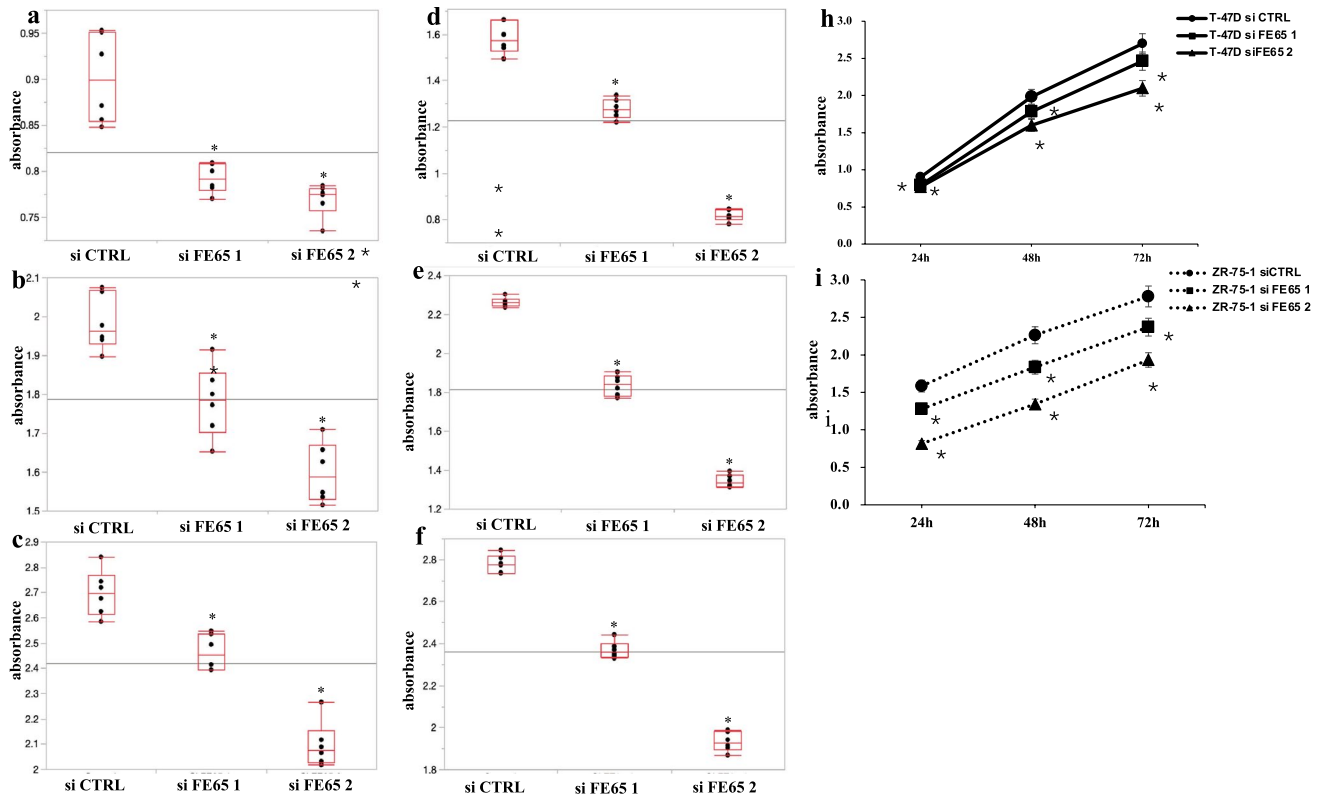 a
0.95
0.9
0.85
0.8
0.75
absorbance
*
*
si CTRL
si FE65 1
si FE65 2 *
b
2.1
2
1.9
1.8
1.7
1.6
1.5
absorbance
*
*
*
*
si CTRL
si FE65 1
si FE65 2
c
2.9
2.8
2.7
2.6
2.5
2.4
2.3
2.2
2.1
2
absorbance
*
*
si CTRL
si FE65 1
si FE65 2
d
1.6
1.4
1.2
1
0.8
absorbance
*
*
*
*
si CTRL
si FE65 1
si FE65 2
e
2.4
2.2
2
1.8
1.6
1.4
1.2
absorbance
*
*
si CTRL
si FE65 1
si FE65 2
f
2.8
2.6
2.4
2.2
2
1.8
absorbance
*
*
si CTRL
si FE65 1
si FE65 2
h
T-47D si CTRL
T-47D si FE65 1
T-47D siFE65 2
3.0
2.5
2.0
1.5
1.0
0.5
0.0
absorbance
*
*
*
*
*
*
24h
48h
72h
i
ZR-75-1 siCTRL
ZR-75-1 si FE65 1
ZR-75-1 si FE65 2
3.0
2.5
2.0
1.5
1.0
0.5
0.0
absorbance
i
*
*
*
*
*
*
24h
48h
72h